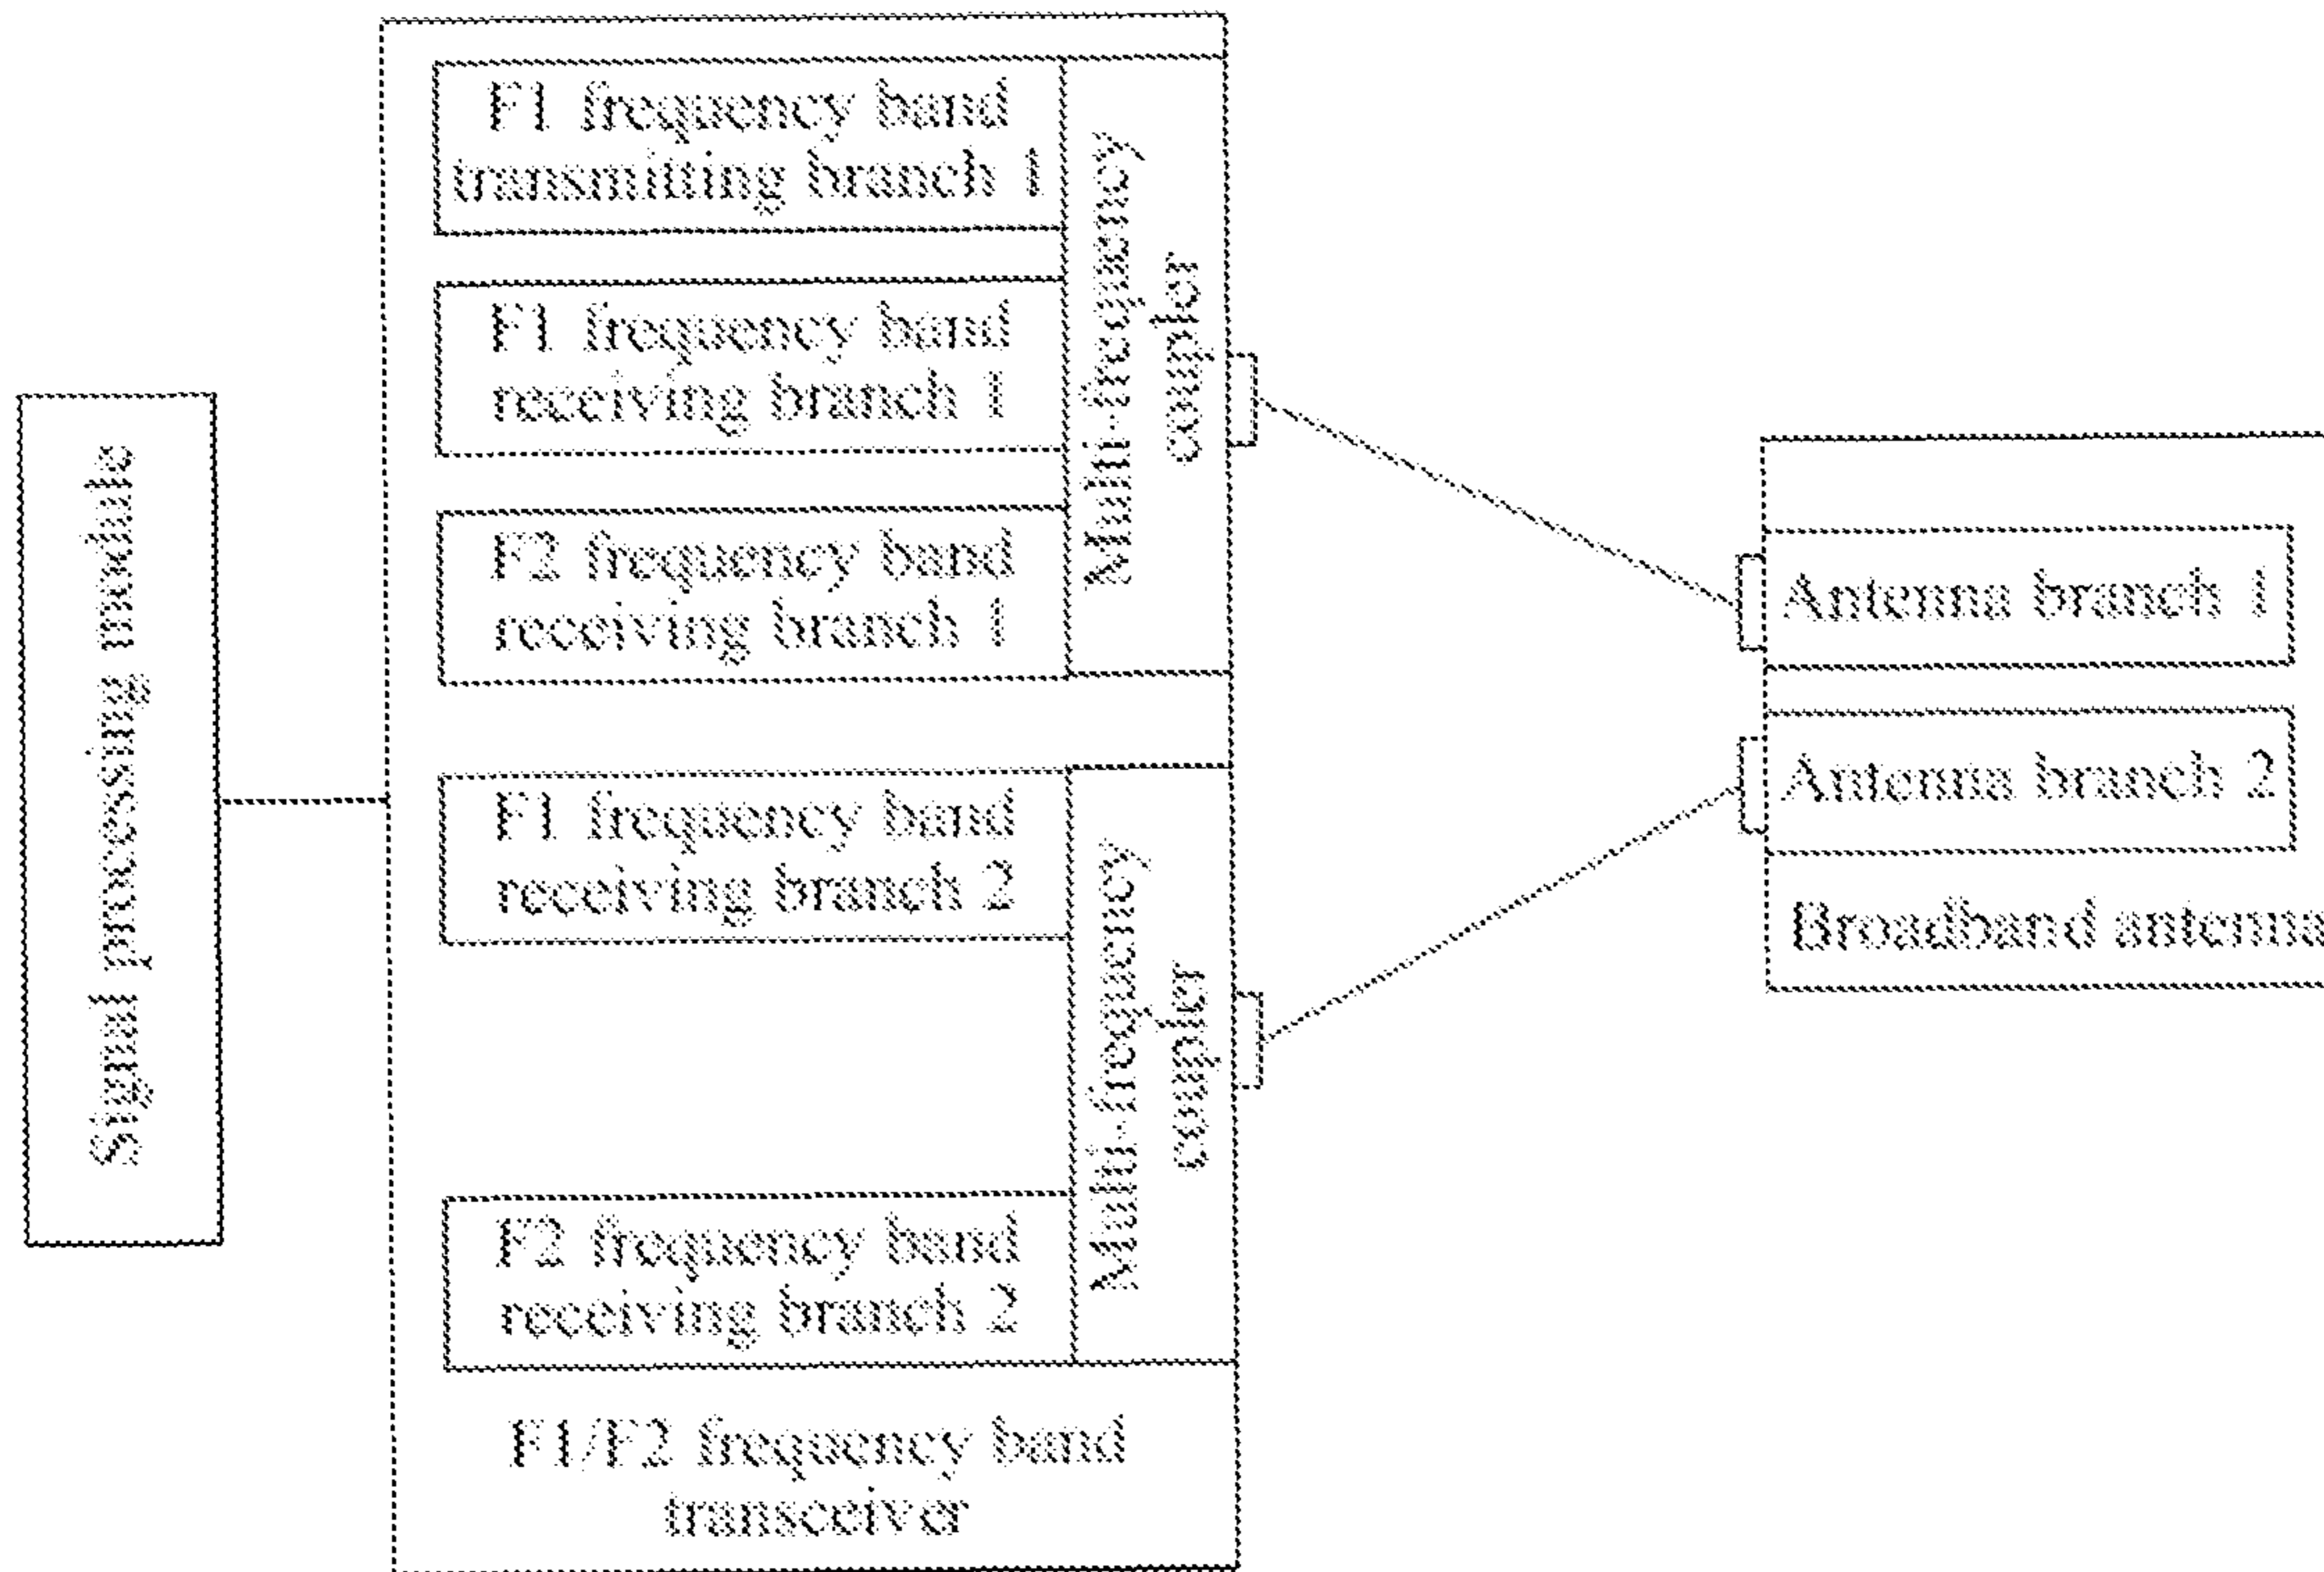 Signal processing module
F1 frequency band
transmitting branch 1
F1 frequency band
receiving branch 1
F2 frequency band
receiving branch 1
Multi-frequency
coupler
F1 frequency band
receiving branch 2
F2 frequency band
receiving branch 2
Multi-frequency
coupler
F1/F2 frequency band
transceiver
Antenna branch 1
Antenna branch 2
Broadband antenna